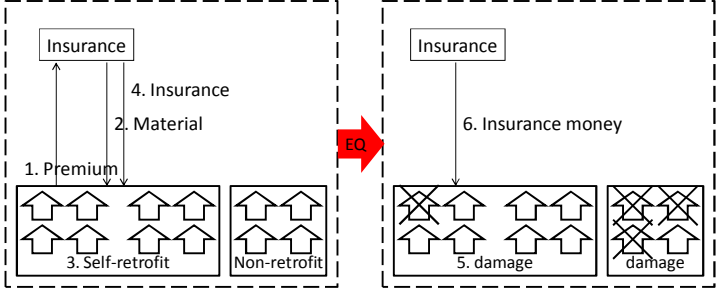 Insurance
4. Insurance
2. Material
1. Premium
3. Self-retrofit
Non-retrofit
EQ
Insurance
6. Insurance money
5. damage
damage